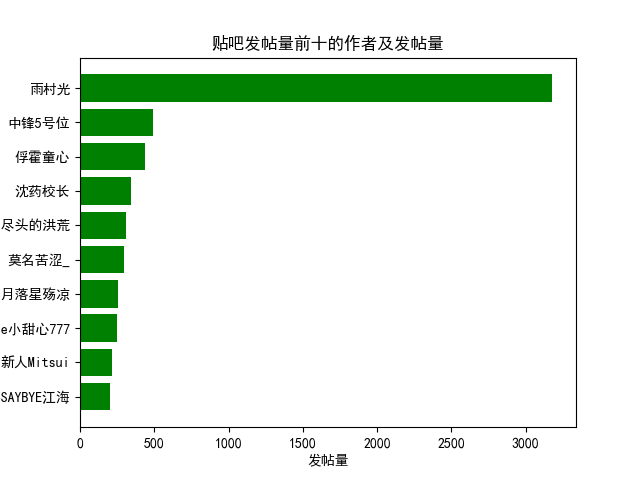 贴吧发帖量前十的作者及发帖量
雨村光
中锋5号位
俘霍童心
沈药校长
尽头的洪荒
莫名苦涩_
月落星殇凉
e小甜心777
新人Mitsui
SAYBYE江海
0 500 1000 1500 2000 2500 3000
发帖量